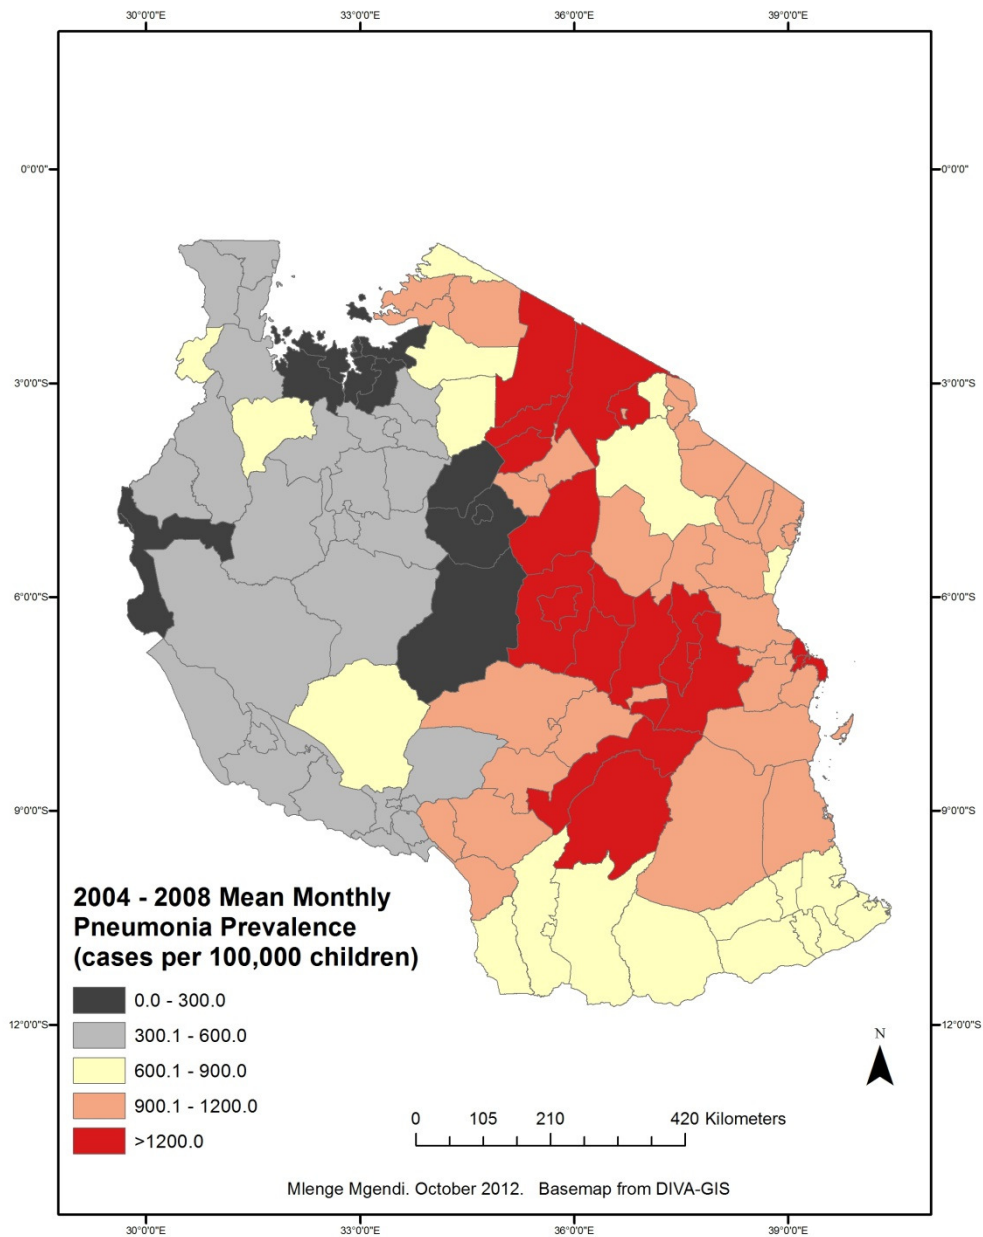 30°0'0"E 33°0'0"E 36°0'0"E 39°0'0"E
0°0'0" 0°0'0"
3°0'0"S 3°0'0"S
6°0'0"S 6°0'0"S
9°0'0"S 9°0'0"S
2004 - 2008 Mean Monthly
Pneumonia Prevalence
(cases per 100,000 children)
0.0 - 300.0
12°0'0"S 12°0'0"S
300.1 - 600.0
N
600.1 - 900.0
900.1 - 1200.0
0 105 210 420 Kilometers
>1200.0
Mlenge Mgendi. October 2012. Basemap from DIVA-GIS
30°0'0"E 33°0'0"E 36°0'0"E 39°0'0"E